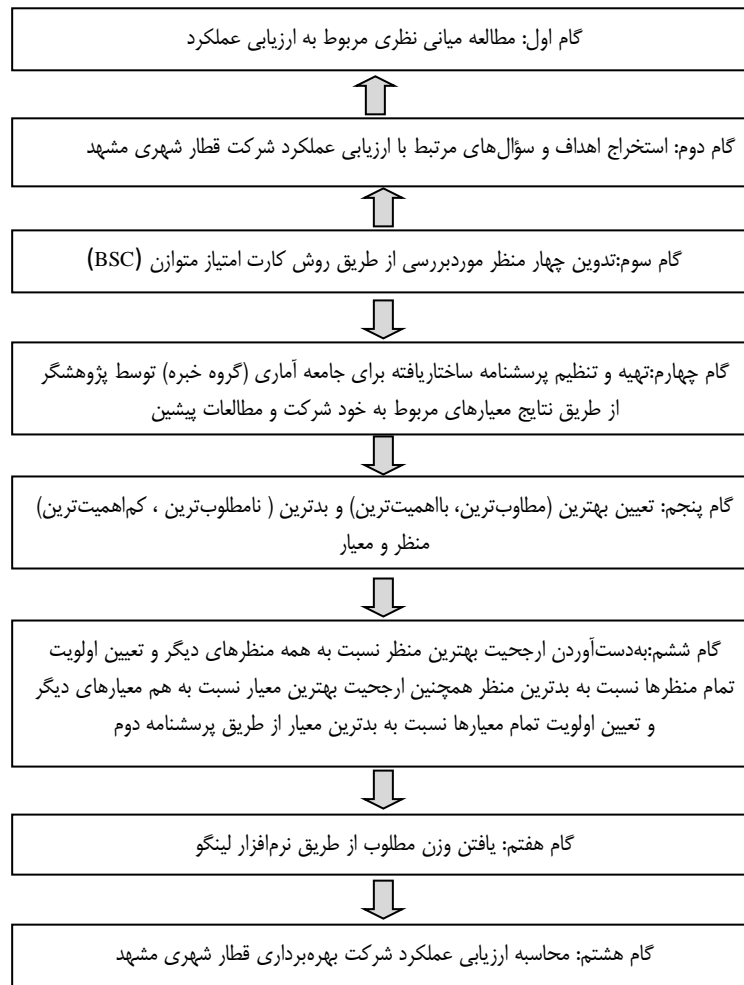 گام اول: مطالعه میانی نظری مربوط به ارزیابی عملکرد
گام دوم: استخراج اهداف و سؤال‌های مرتبط با ارزیابی عملکرد شرکت قطار شهری مشهد
گام سوم:تدوین چهار منظر موردبررسی از طریق روش کارت امتیاز متوازن (BSC)
گام چهارم:تهیه و تنظیم پرسشنامه ساختاریافته برای جامعه آماری (گروه خبره) توسط پژوهشگر
از طریق نتایج معیارهای مربوط به خود شرکت و مطالعات پیشین
گام پنجم: تعیین بهترین (مطاوب‌ترین، بااهمیت‌ترین) و بدترین ( نامطلوب‌ترین ، کم‌اهمیت‌ترین)
منظر و معیار
گام ششم:به‌دست‌آوردن ارجحیت بهترین منظر نسبت به همه منظرهای دیگر و تعیین اولویت
تمام منظرها نسبت به بدترین منظر همچنین ارجحیت بهترین معیار نسبت به هم معیارهای دیگر
و تعیین اولویت تمام معیارها نسبت به بدترین معیار از طریق پرسشنامه دوم
گام هفتم: یافتن وزن مطلوب از طریق نرم‌افزار لینگو
گام هشتم: محاسبه ارزیابی عملکرد شرکت بهره‌برداری قطار شهری مشهد